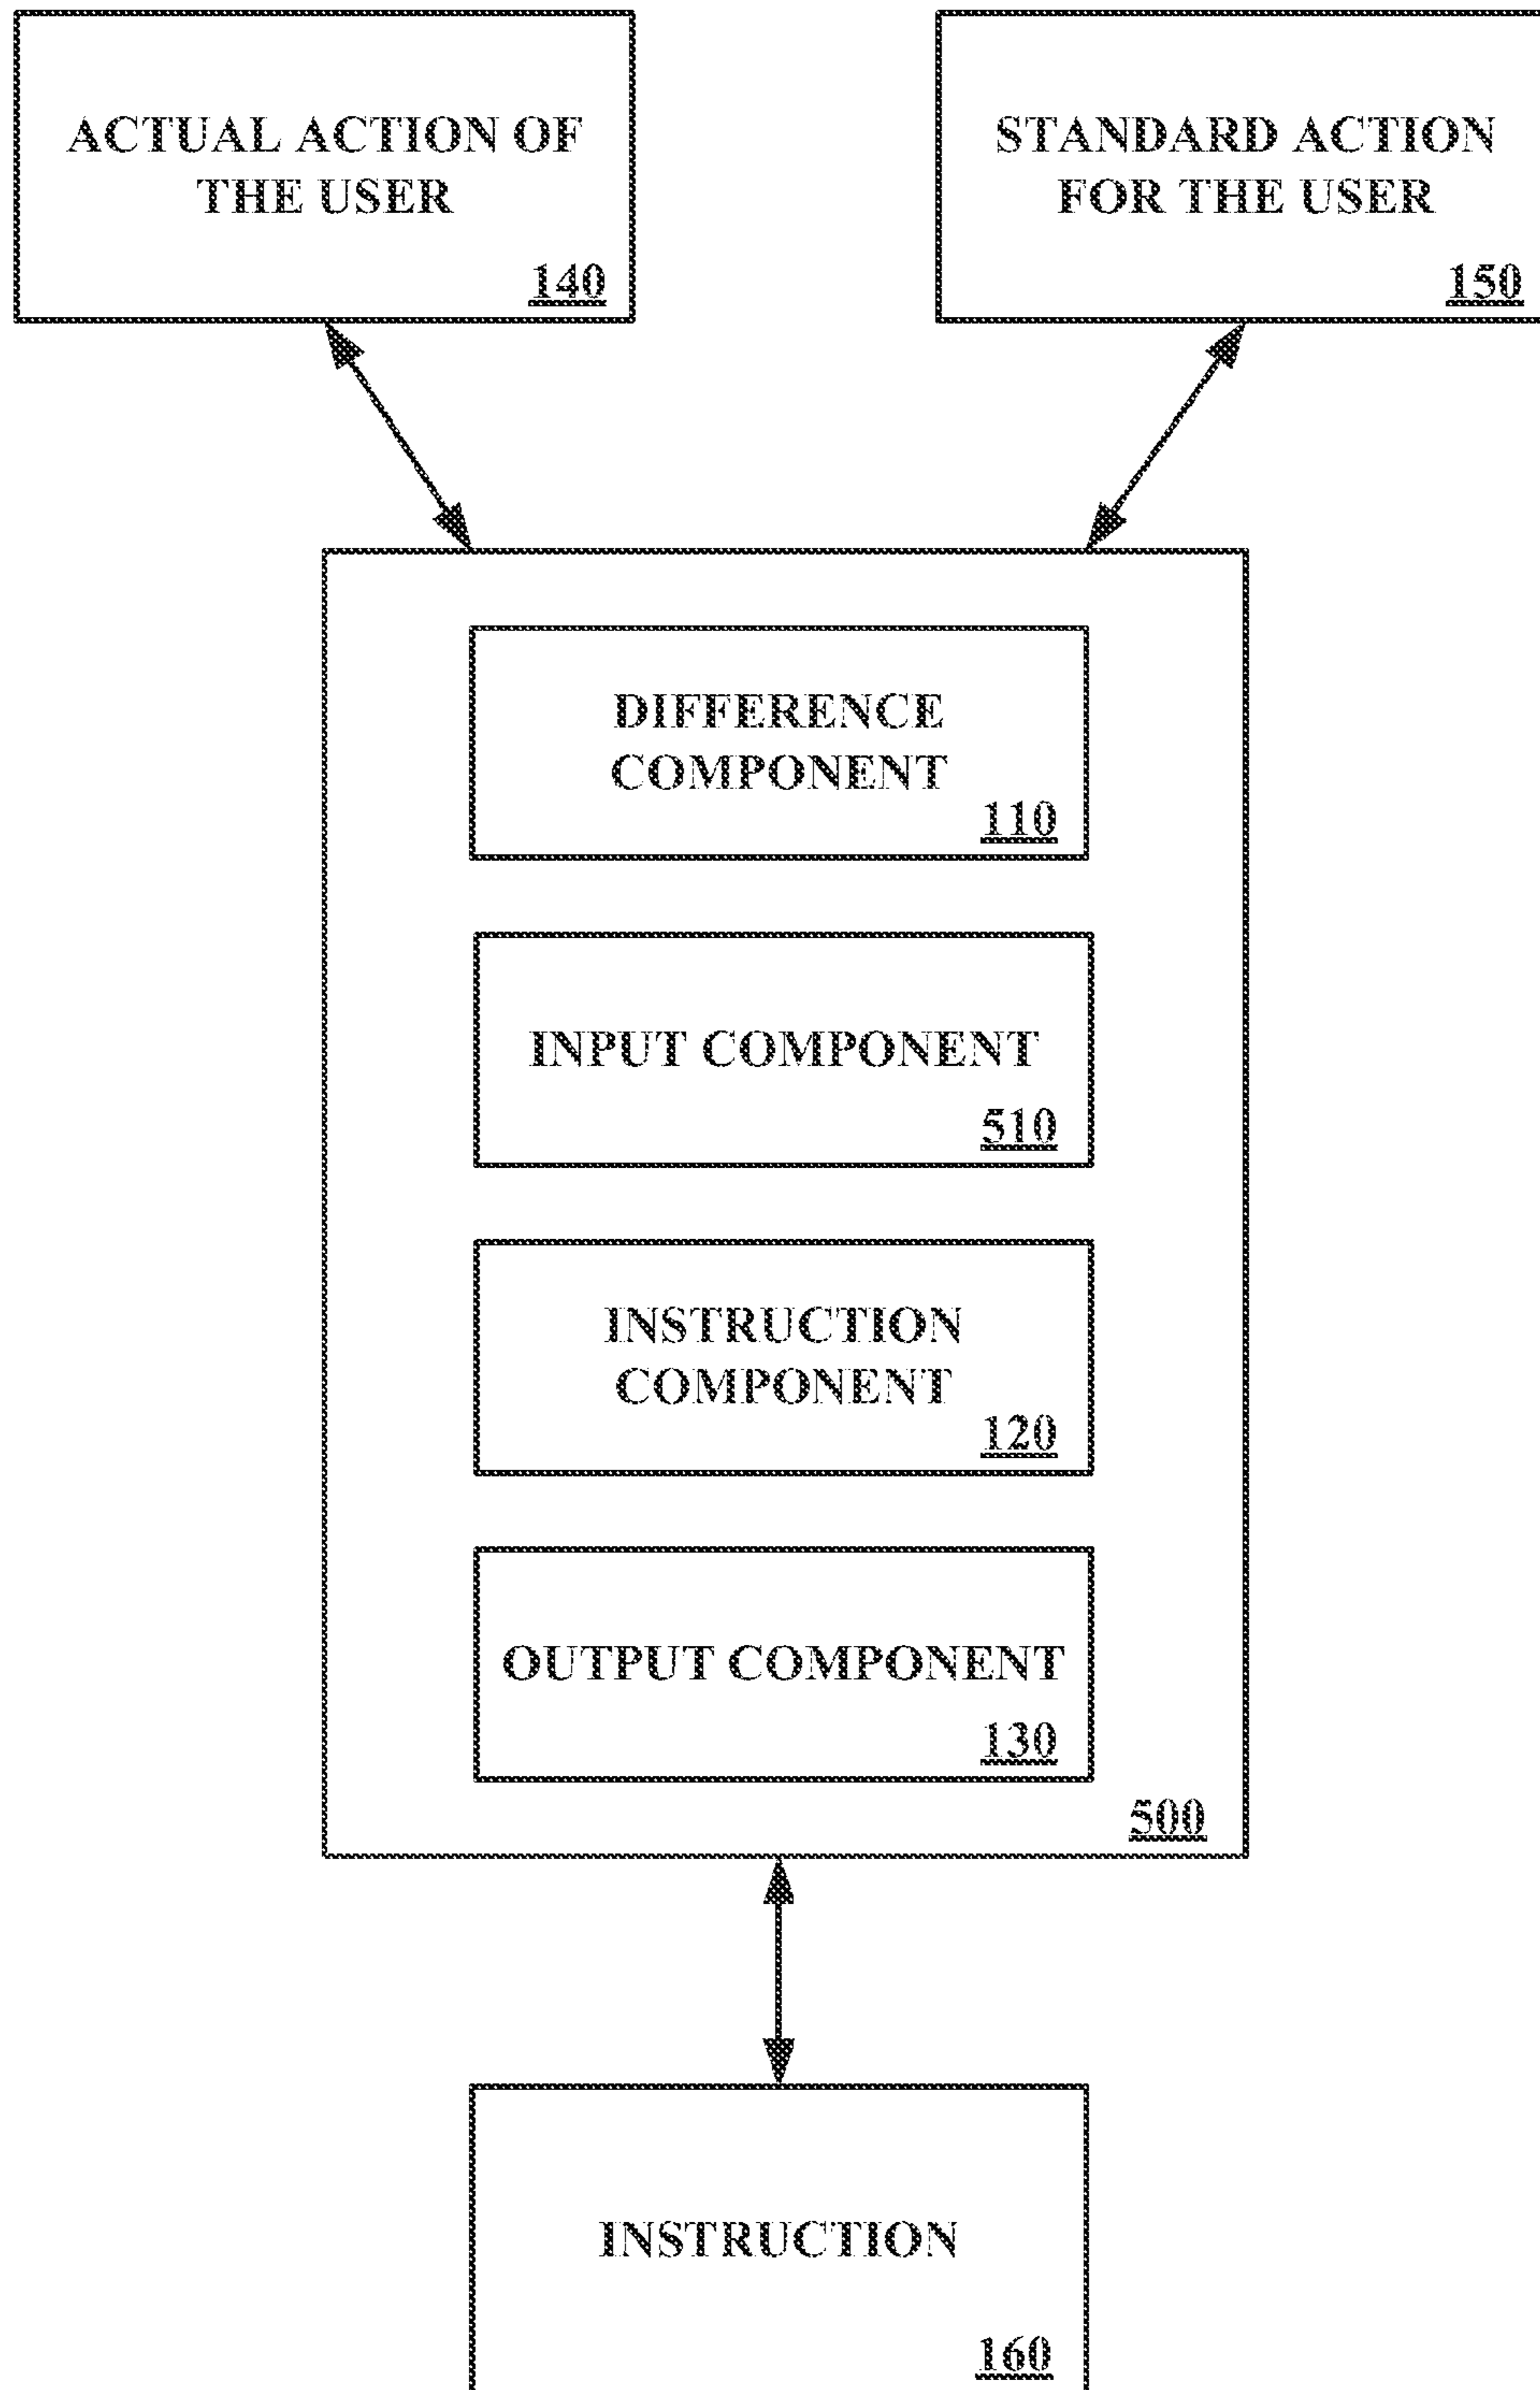 ACTUAL ACTION OF
THE USER
140
STANDARD ACTION
FOR THE USER
150
DIFFERENCE
COMPONENT
110
INPUT COMPONENT
510
INSTRUCTION
COMPONENT
120
OUTPUT COMPONENT
130
500
INSTRUCTION
160